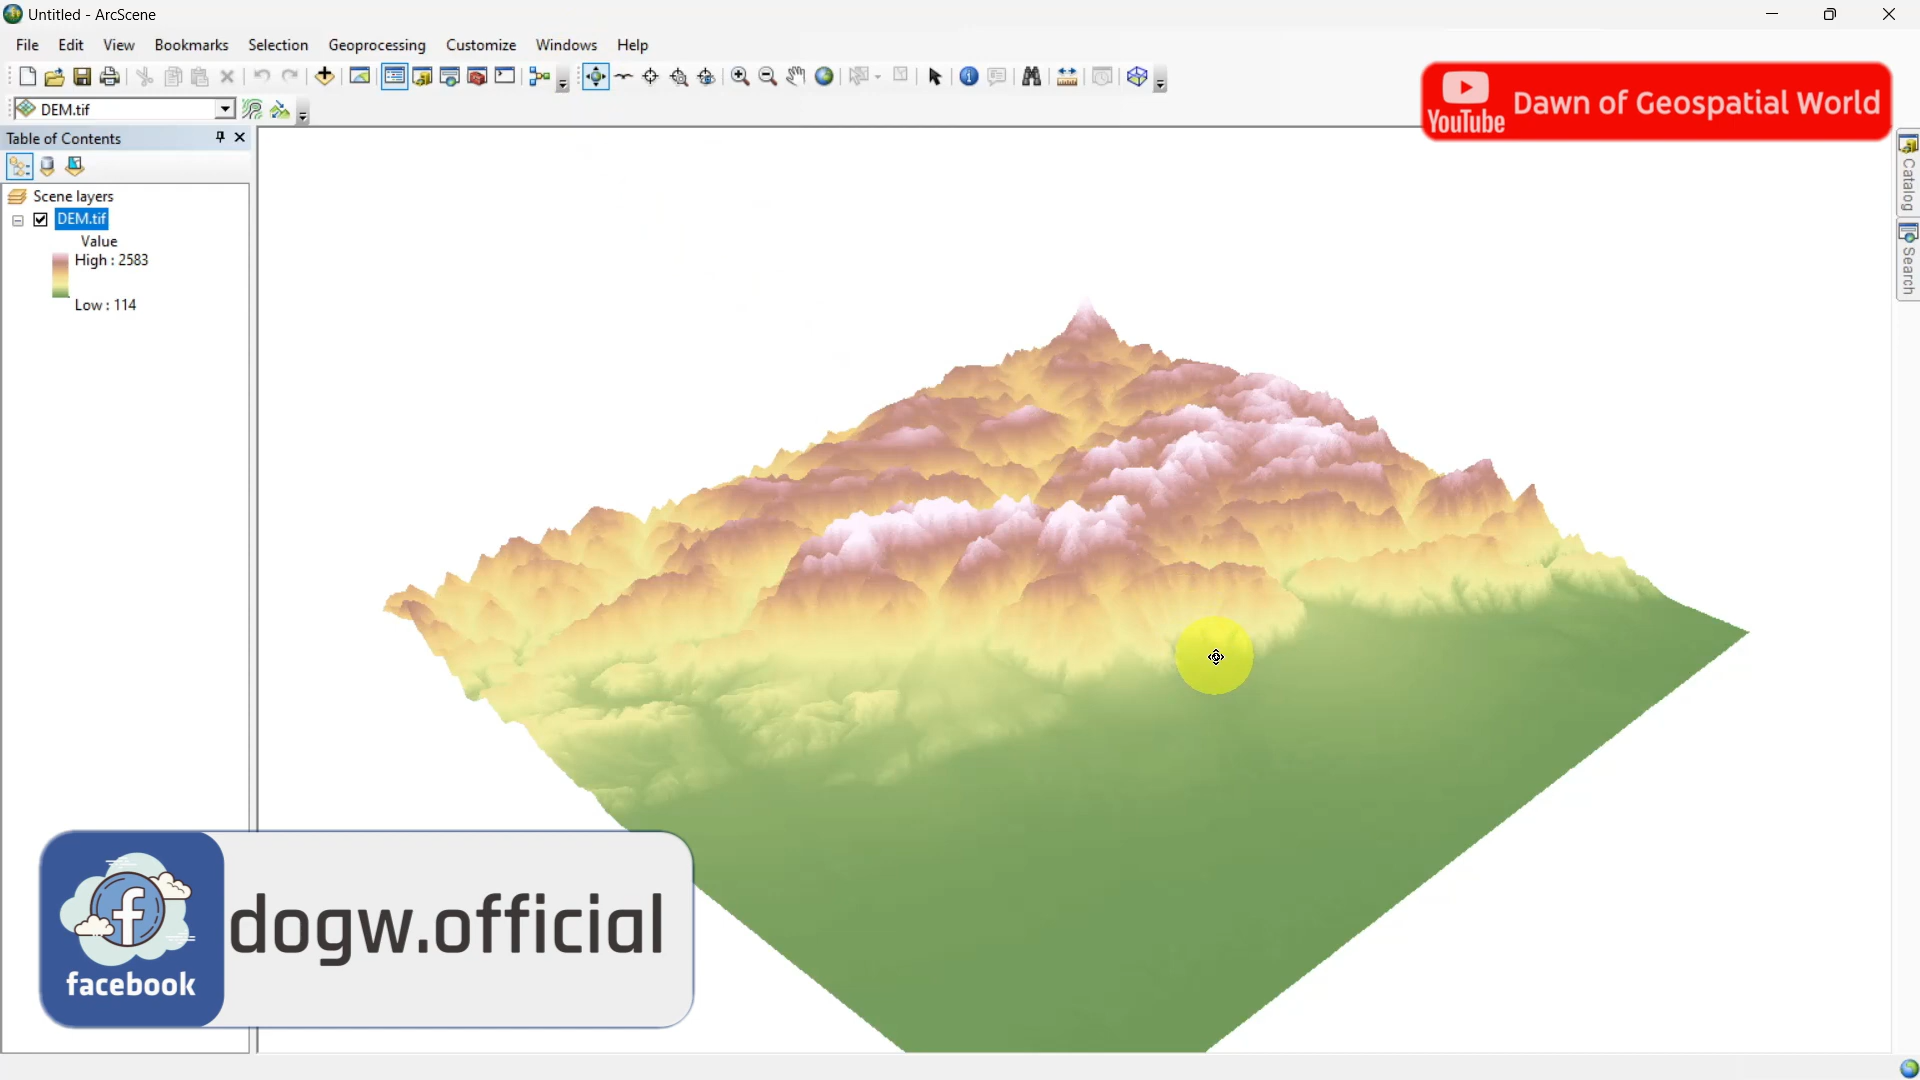 Untitled - ArcScene
File Edit View Bookmarks Selection Geoprocessing Customize Windows Help
DEM.tif
YouTube
Dawn of Geospatial World
Table of Contents
Scene layers
DEM.tif
Value
High : 2583
Low : 114
Catalog
Search
facebook
dogw.official